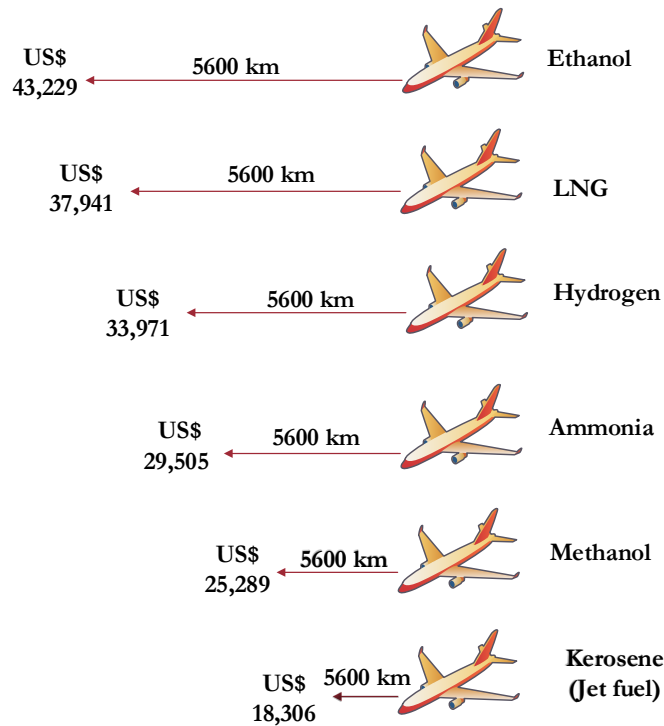 Ethanol
US$
43,229
5600 km
LNG
US$
37,941
5600 km
Hydrogen
US$
33,971
5600 km
Ammonia
US$
29,505
5600 km
Methanol
US$
25,289
5600 km
Kerosene
(Jet fuel)
US$
18,306
5600 km